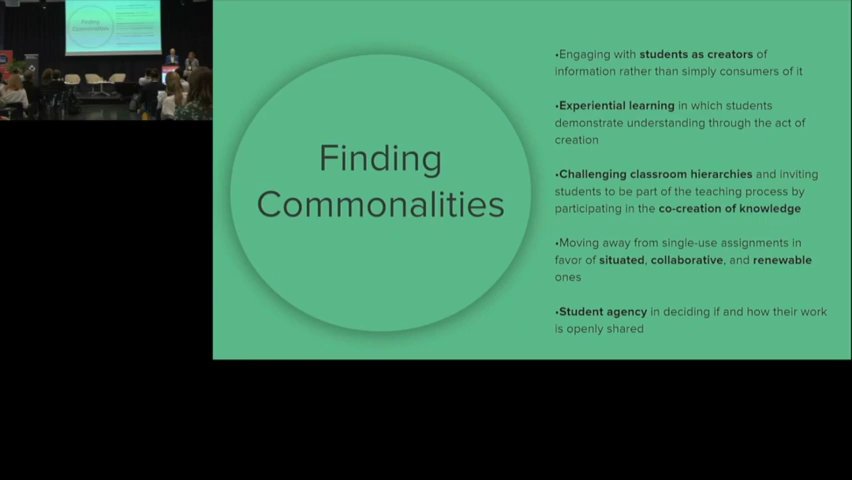 Finding
Commonalities
•Engaging with students as creators of
information rather than simply consumers of it
•Experiential learning in which students
demonstrate understanding through the act of
creation
•Challenging classroom hierarchies and inviting
students to be part of the teaching process by
participating in the co-creation of knowledge
•Moving away from single-use assignments in
favor of situated, collaborative, and renewable
ones
•Student agency in deciding if and how their work
is openly shared
Finding
Commonalities